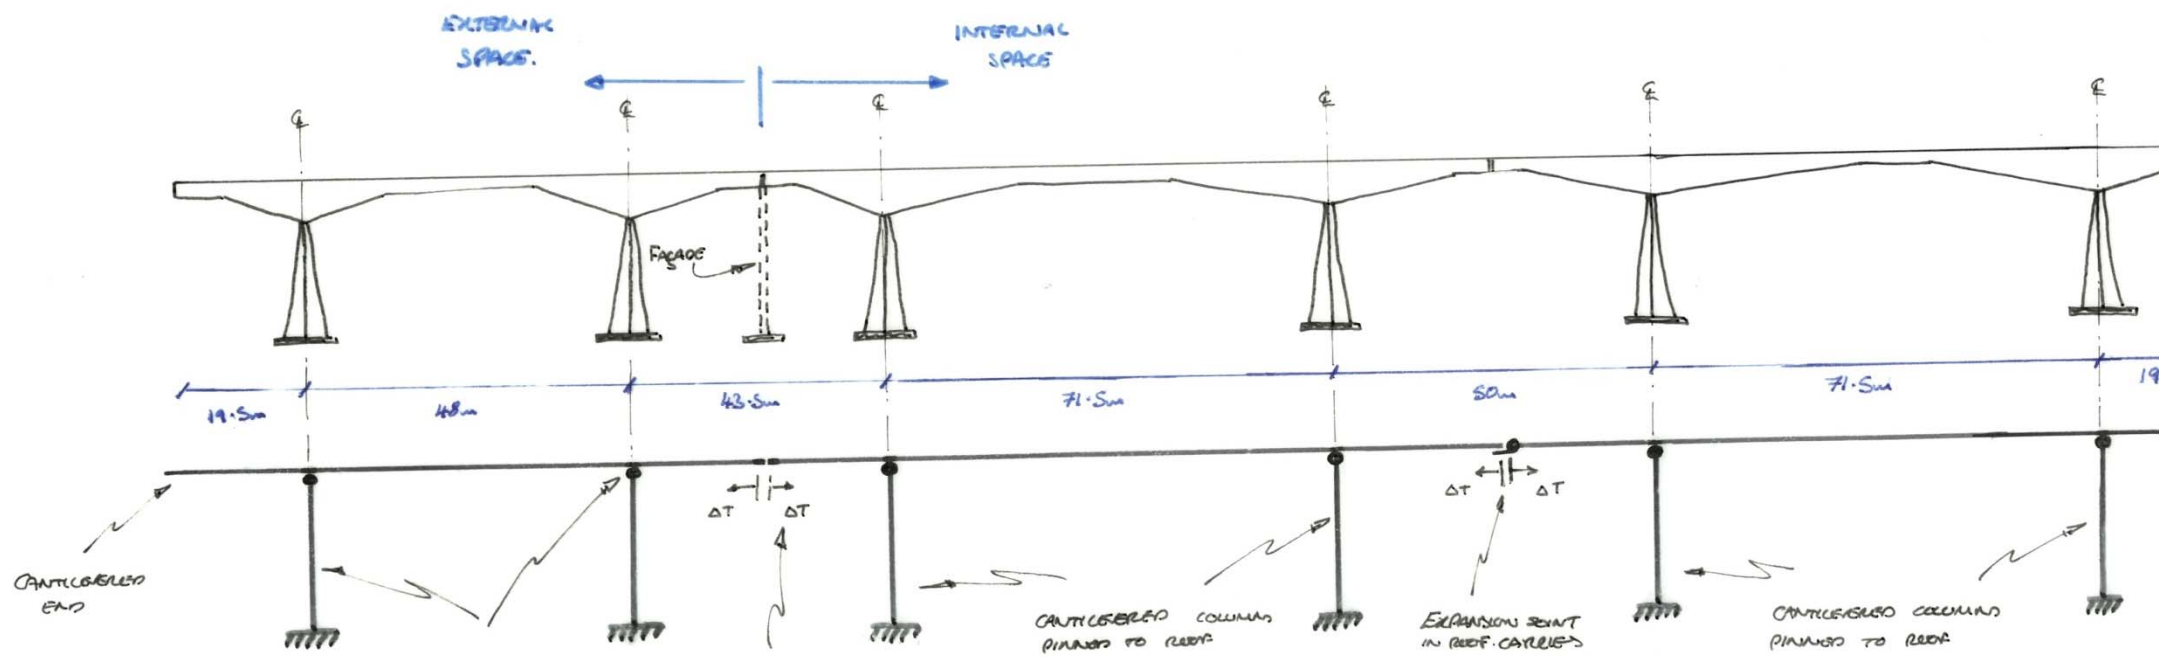 EXTERNAL
SPACE.
INTERNAL
SPACE
℄
℄
℄
℄
℄
℄
FAÇADE
19.5m
48m
43.5m
71.5m
50m
71.5m
19
ΔT
ΔT
ΔT
ΔT
CANTILEVERED
END
CANTILEVERED COLUMNS
PINNED TO ROOF
EXPANSION JOINT
IN ROOF. CARRIES
CANTILEVERED COLUMNS
PINNED TO ROOF